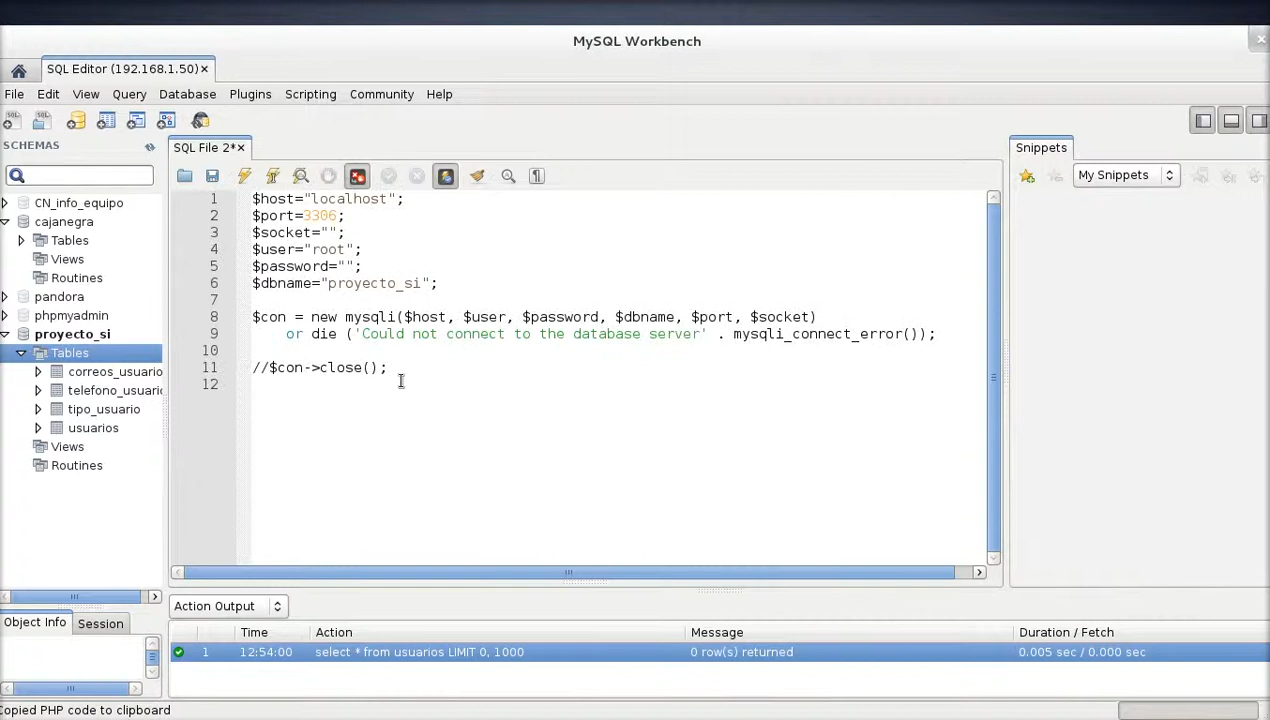 MySQL Workbench
SQL Editor (192.168.1.50)
File Edit View Query Database Plugins Scripting Community Help
SCHEMAS
SQL File 2*
Snippets
My Snippets
CN_info_equipo
cajanegra
Tables
Views
Routines
pandora
phpmyadmin
proyecto_si
Tables
correos_usuario
telefono_usuario
tipo_usuario
usuarios
Views
Routines
1 $host="localhost";
2 $port=3306;
3 $socket="";
4 $user="root";
5 $password="";
6 $dbname="proyecto_si";
7
8 $con = new mysqli($host, $user, $password, $dbname, $port, $socket)
9 or die ('Could not connect to the database server' . mysqli_connect_error());
10
11 //$con->close();
12
Object Info Session
Action Output
Time Action Message Duration / Fetch
1 12:54:00 select * from usuarios LIMIT 0, 1000 0 row(s) returned 0.005 sec / 0.000 sec
Copied PHP code to clipboard